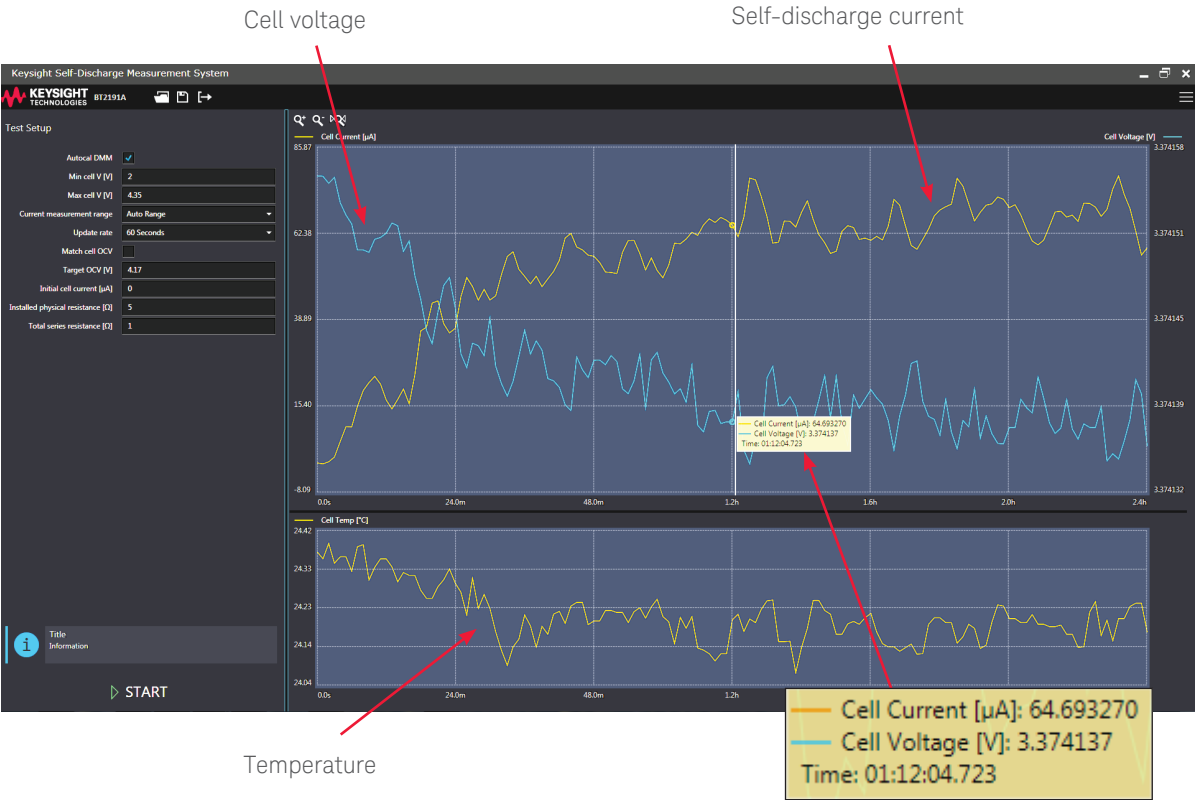 Cell voltage
Self-discharge current
Keysight Self-Discharge Measurement System
KEYSIGHT
TECHNOLOGIES
BT2191A
Test Setup
Autocal DMM
Min cell V [V] 2
Max cell V [V] 4.35
Current measurement range Auto Range
Update rate 60 Seconds
Match cell OCV
Target OCV [V] 4.17
Initial cell current [µA] 0
Installed physical resistance [Ω] 5
Total series resistance [Ω] 1
Title
Information
START
Cell Current [µA]
Cell Voltage [V]
85.87
62.38
38.89
15.40
-8.09
3.374158
3.374151
3.374145
3.374139
3.374132
Cell Current [µA]: 64.693270
Cell Voltage [V]: 3.374137
Time: 01:12:04.723
0.0s 24.0m 48.0m 1.2h 1.6h 2.0h 2.4h
Cell Temp [°C]
24.42
24.33
24.23
24.14
24.04
0.0s 24.0m 48.0m 1.2h
Temperature
Cell Current [µA]: 64.693270
Cell Voltage [V]: 3.374137
Time: 01:12:04.723